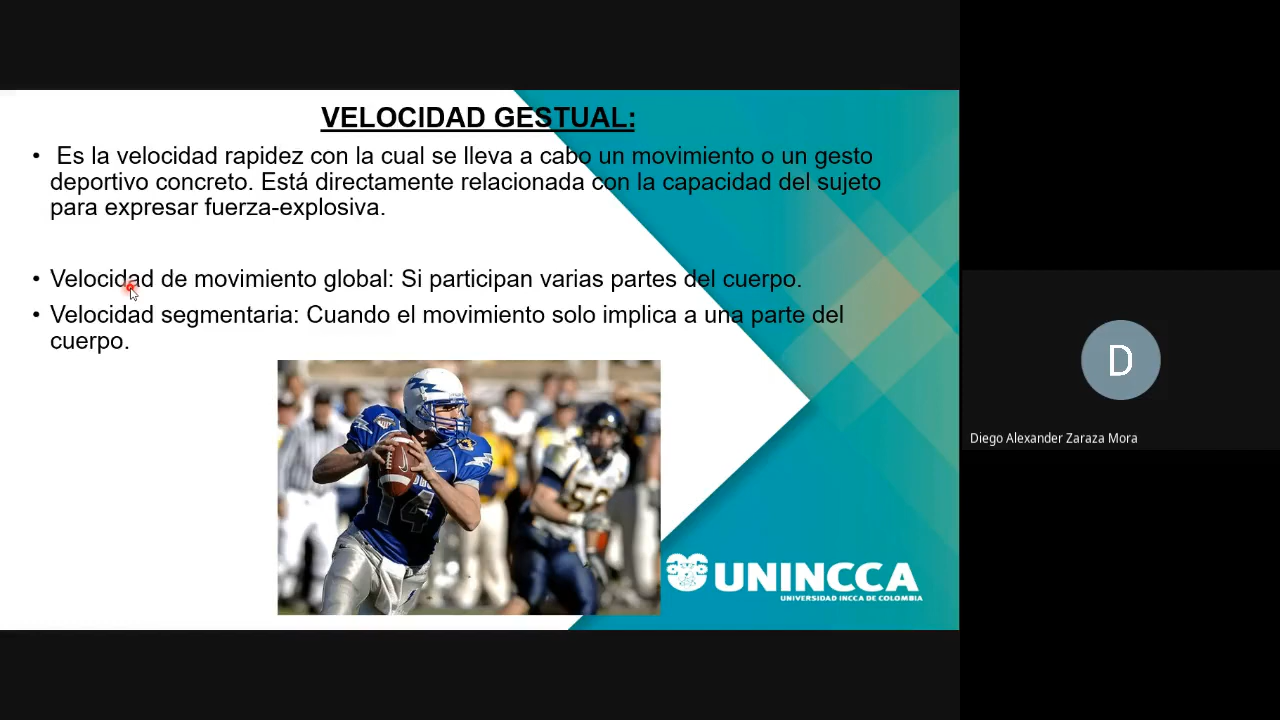 VELOCIDAD GESTUAL:
• Es la velocidad rapidez con la cual se lleva a cabo un movimiento o un gesto
deportivo concreto. Está directamente relacionada con la capacidad del sujeto
para expresar fuerza-explosiva.
• Velocidad de movimiento global: Si participan varias partes del cuerpo.
• Velocidad segmentaria: Cuando el movimiento solo implica a una parte del
cuerpo.
14
UNINCCA
UNIVERSIDAD INCCA DE COLOMBIA
D
Diego Alexander Zaraza Mora